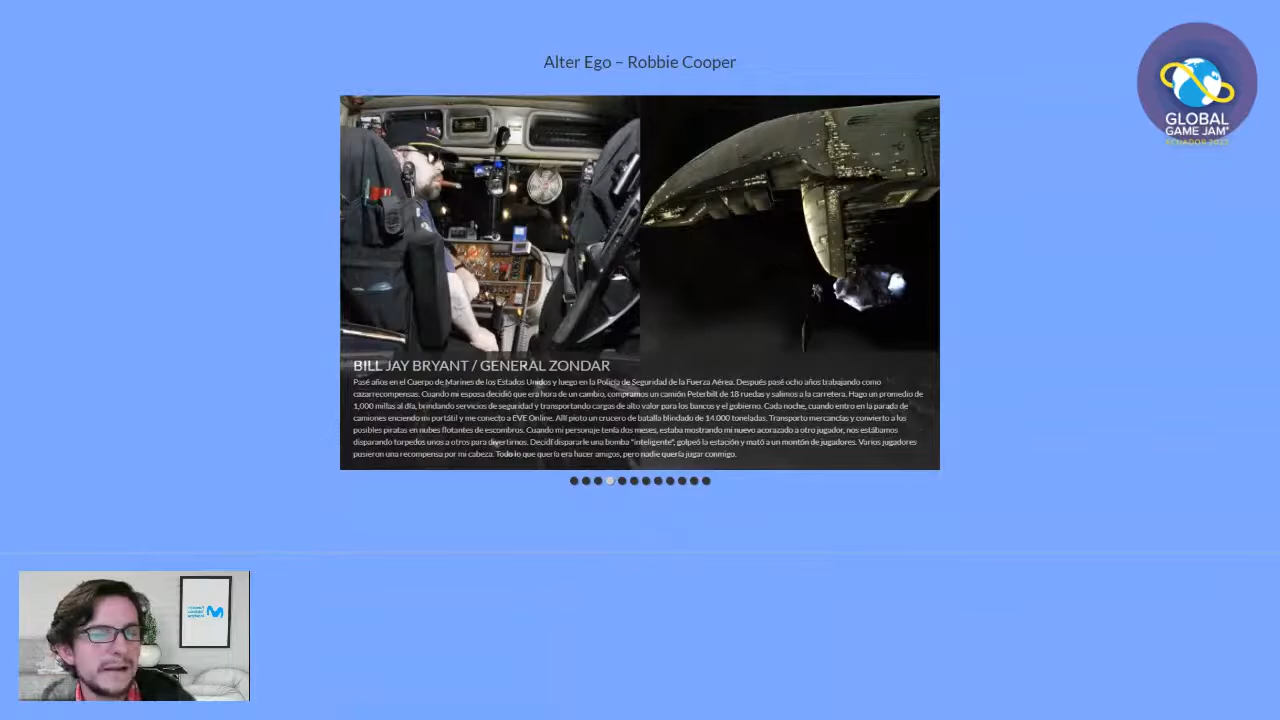 Alter Ego – Robbie Cooper
GLOBAL
GAME JAM
ECUADOR 2022
BILL JAY BRYANT / GENERAL ZONDAR
Pasé años en el Cuerpo de Marines de los Estados Unidos y luego en la Policía de Seguridad de la Fuerza Aérea. Después pasé ocho años trabajando como
cazarrecompensas. Cuando mi esposa decidió que era hora de un cambio, compramos un camión Peterbilt de 18 ruedas y salimos a la carretera. Hago un promedio de
1,000 millas al día, brindando servicios de seguridad y transportando cargas de alto valor para los bancos y el gobierno. Cada noche, cuando entro en la parada de
camiones enciendo mi portátil y me conecto a EVE Online. Allí piloto un crucero de batalla blindado de 14.000 toneladas. Transporto mercancías y convierto a los
posibles piratas en nubes flotantes de escombros. Cuando mi personaje tenía dos meses, estaba mostrando mi nuevo acorazado a otro jugador, nos estábamos
disparando torpedos unos a otros para divertirnos. Decidí dispararle una bomba "inteligente", golpeó la estación y mató a un montón de jugadores. Varios jugadores
pusieron una recompensa por mi cabeza. Todo lo que quería era hacer amigos, pero nadie quería jugar conmigo.